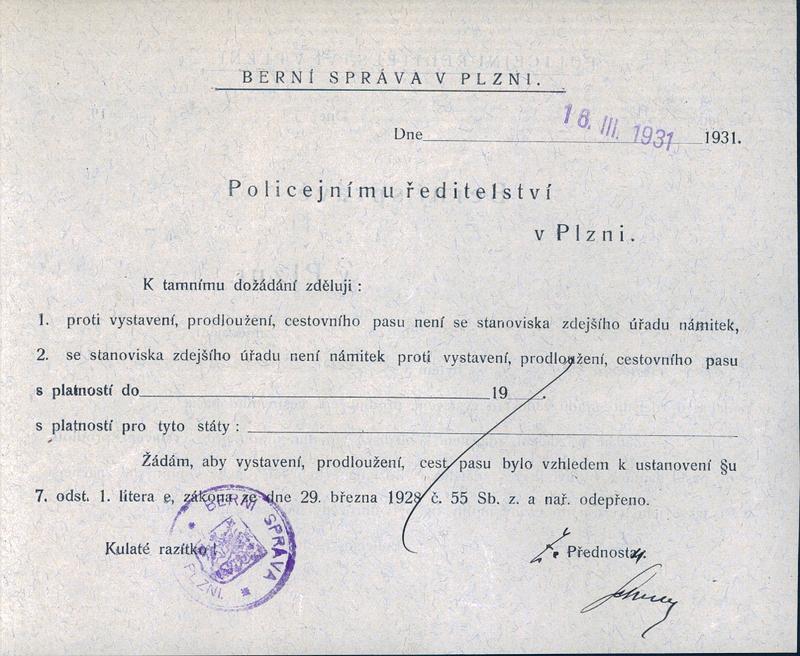 BERNÍ SPRÁVA V PLZNI.
Dne 18. III. 1931 1931.
Policejnímu ředitelství
v Plzni.
K tamnímu dožádání zděluji :
1. proti vystavení, prodloužení, cestovního pasu není se stanoviska zdejšího úřadu námitek,
2. se stanoviska zdejšího úřadu není námitek proti vystavení, prodloužení, cestovního pasu
s platností do 19 .
s platností pro tyto státy :
Žádám, aby vystavení, prodloužení, cest. pasu bylo vzhledem k ustanovení §u
7. odst. 1. litera e, zákona ze dne 29. března 1928 č. 55 Sb. z. a nař. odepřeno.
Kulaté razítko !
BERNÍ SPRÁVA
PLZNI.
Přednosta